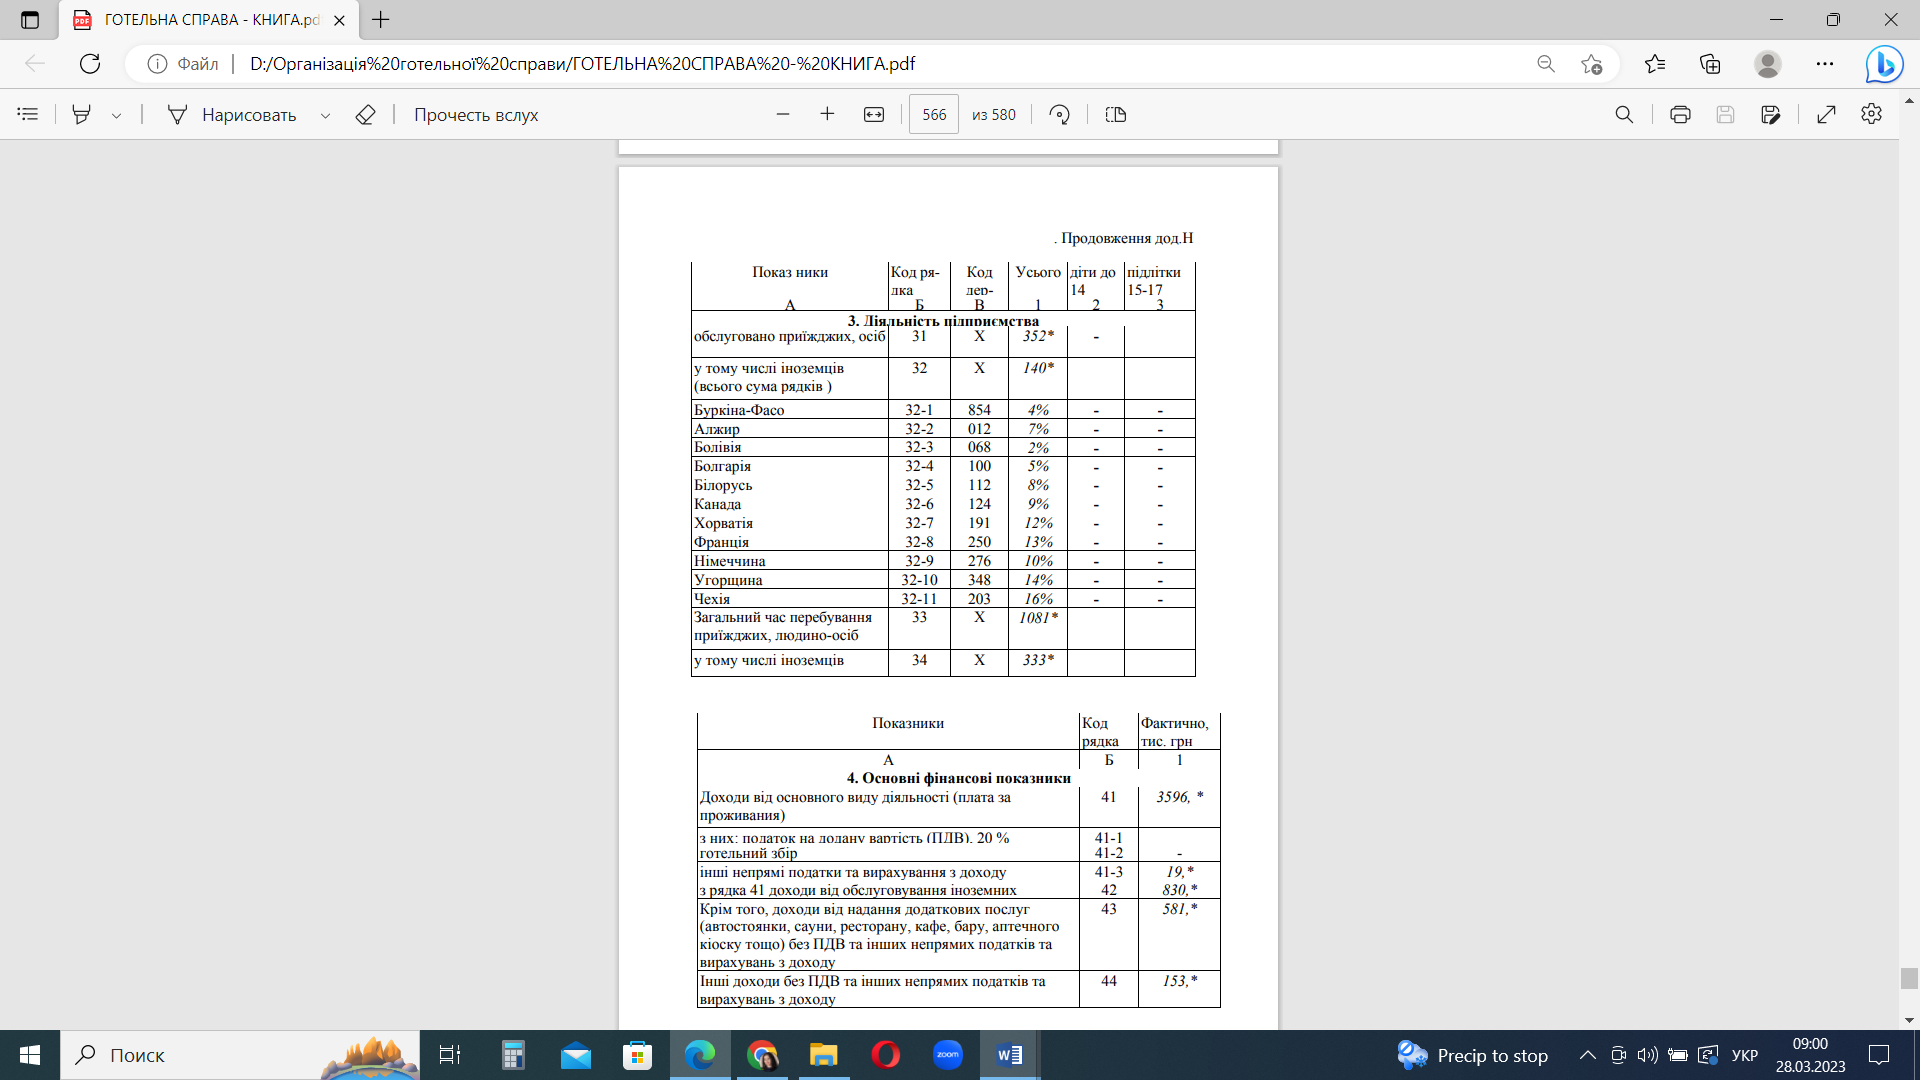 ГОТЕЛЬНА СПРАВА - КНИГА.pd
Файл D:/Організація%20готельної%20справи/ГОТЕЛЬНА%20СПРАВА%20-%20КНИГА.pdf
Нарисовать Прочесть вслух 566 из 580
. Продовження дод.Н
Показ ники Код ря- Код Усього діти до підлітки
дка дер- 14 15-17
А Б В 1 2 3
3. Діяльність підприємства
обслуговано приїжджих, осіб 31 Х 352* -
у тому числі іноземців 32 Х 140*
(всього сума рядків )
Буркіна-Фасо 32-1 854 4% - -
Алжир 32-2 012 7% - -
Болівія 32-3 068 2% - -
Болгарія 32-4 100 5% - -
Білорусь 32-5 112 8% - -
Канада 32-6 124 9% - -
Хорватія 32-7 191 12% - -
Франція 32-8 250 13% - -
Німеччина 32-9 276 10% - -
Угорщина 32-10 348 14% - -
Чехія 32-11 203 16% - -
Загальний час перебування 33 Х 1081*
приїжджих, людино-осіб
у тому числі іноземців 34 Х 333*
Показники Код Фактично,
рядка тис. грн
А Б 1
4. Основні фінансові показники
Доходи від основного виду діяльності (плата за 41 3596, *
проживання)
з них: податок на додану вартість (ПДВ), 20 % 41-1
готельний збір 41-2 -
інші непрямі податки та вирахування з доходу 41-3 19,*
з рядка 41 доходи від обслуговування іноземних 42 830,*
Крім того, доходи від надання додаткових послуг 43 581,*
(автостоянки, сауни, ресторану, кафе, бару, аптечного
кіоску тощо) без ПДВ та інших непрямих податків та
вирахувань з доходу
Інші доходи без ПДВ та інших непрямих податків та 44 153,*
вирахувань з доходу
Поиск zoom Precip to stop УКР 09:00
28.03.2023